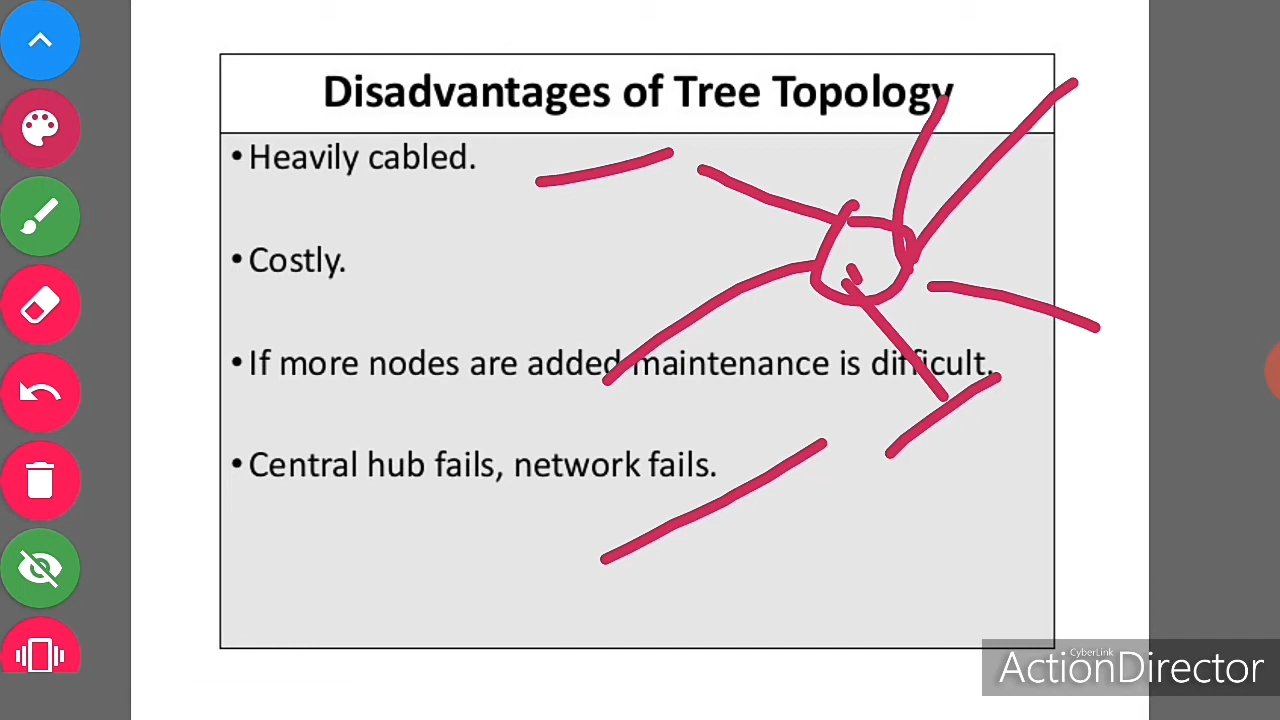 Disadvantages of Tree Topology
• Heavily cabled.
• Costly.
• If more nodes are added maintenance is difficult.
• Central hub fails, network fails.
CyberLink
ActionDirector